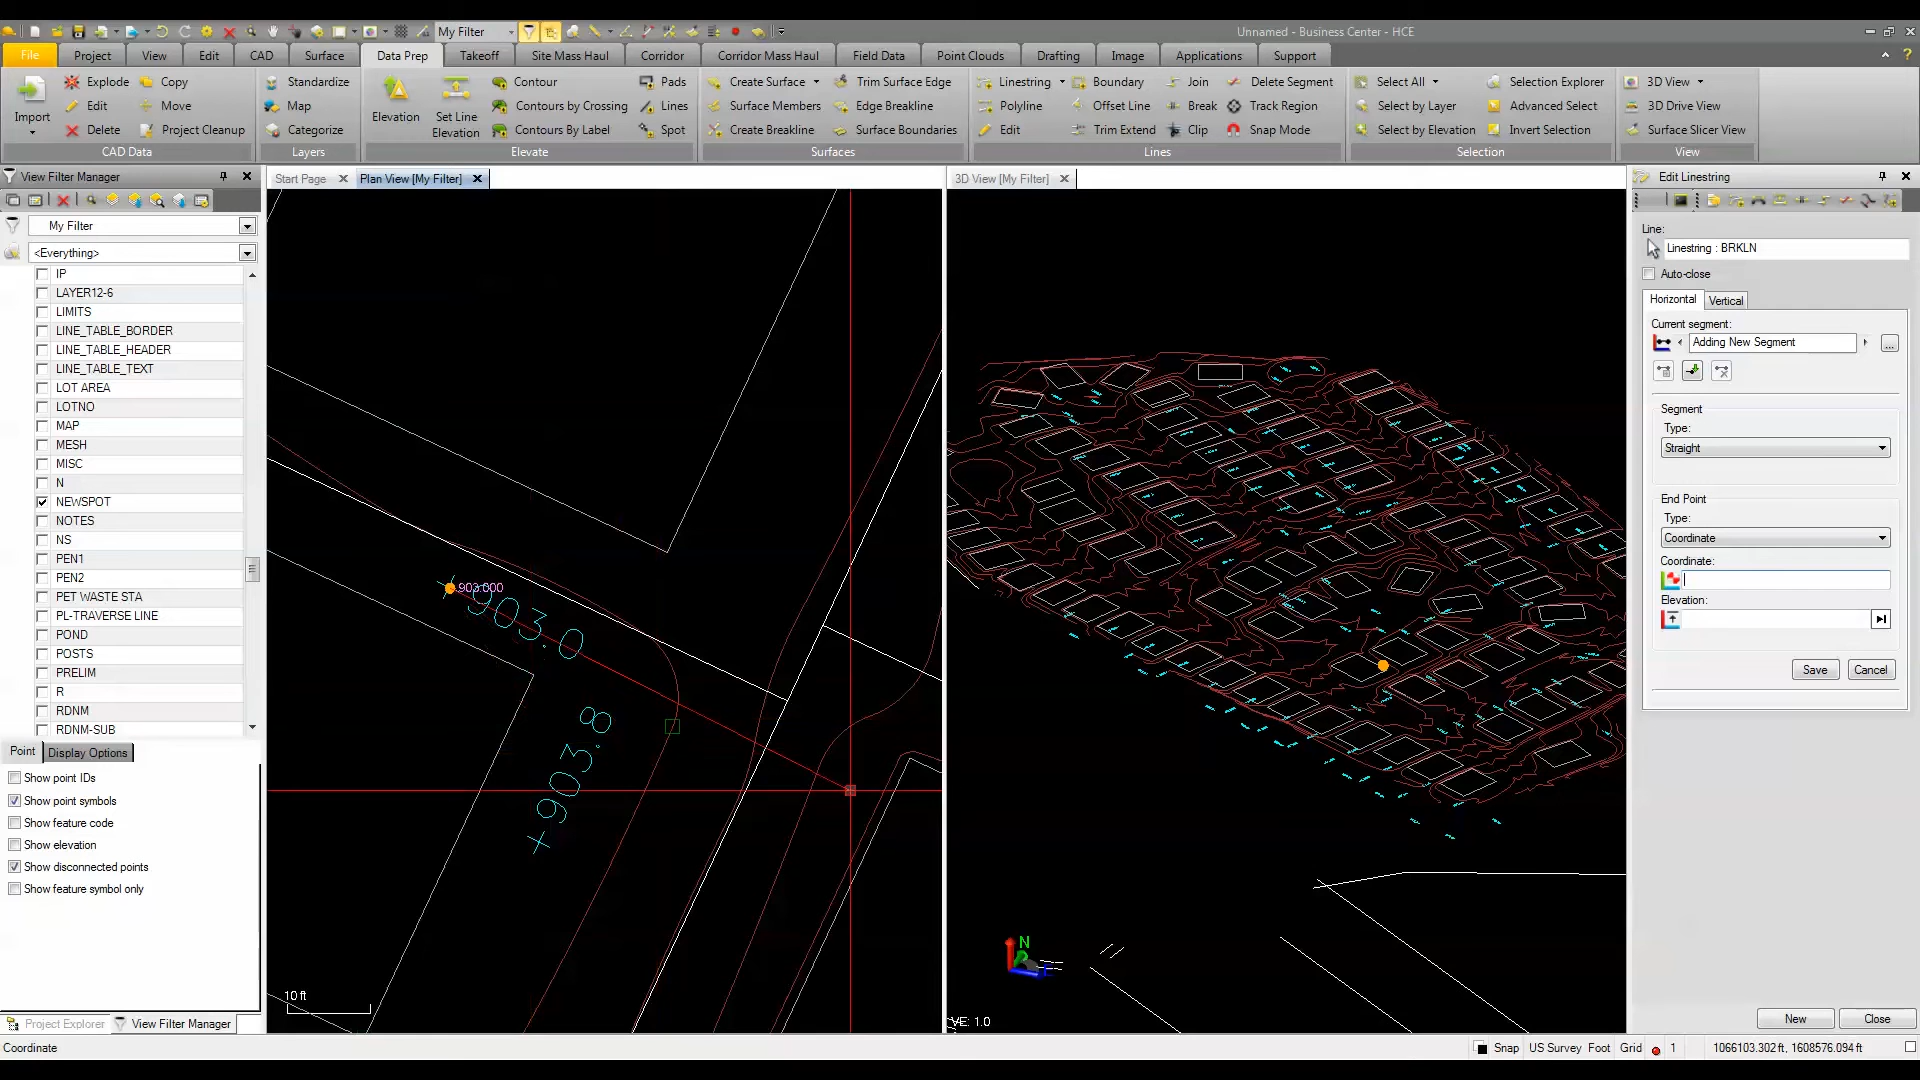 My Filter
Unnamed - Business Center - HCE
File Project View Edit CAD Surface Data Prep Takeoff Site Mass Haul Corridor Corridor Mass Haul Field Data Point Clouds Drafting Image Applications Support
Import
Explode
Copy
Edit
Move
Delete
Project Cleanup
CAD Data
Standardize
Map
Categorize
Layers
Elevation
Set Line Elevation
Contour
Contours by Crossing
Contours By Label
Pads
Lines
Spot
Elevate
Create Surface
Surface Members
Create Breakline
Trim Surface Edge
Edge Breakline
Surface Boundaries
Surfaces
Linestring
Polyline
Edit
Boundary
Offset Line
Trim Extend
Join
Break
Clip
Delete Segment
Track Region
Snap Mode
Lines
Select All
Select by Layer
Select by Elevation
Selection Explorer
Advanced Select
Invert Selection
Selection
3D View
3D Drive View
Surface Slicer View
View
View Filter Manager
My Filter
<Everything>
IP
LAYER12-6
LIMITS
LINE_TABLE_BORDER
LINE_TABLE_HEADER
LINE_TABLE_TEXT
LOT AREA
LOTNO
MAP
MESH
MISC
N
NEWSPOT
NOTES
NS
PEN1
PEN2
PET WASTE STA
PL-TRAVERSE LINE
POND
POSTS
PRELIM
R
RDNM
RDNM-SUB
Point
Display Options
Show point IDs
Show point symbols
Show feature code
Show elevation
Show disconnected points
Show feature symbol only
Project Explorer
View Filter Manager
Start Page
Plan View [My Filter]
903.000
903.0
+903.8
10 ft
3D View [My Filter]
N
E
VE: 1.0
Edit Linestring
Line:
Linestring : BRKLN
Auto-close
Horizontal
Vertical
Current segment:
Adding New Segment
...
Segment
Type:
Straight
End Point
Type:
Coordinate
Coordinate:
Elevation:
Save
Cancel
New
Close
Coordinate
Snap
US Survey Foot
Grid
1
1066103.302 ft, 1608576.094 ft